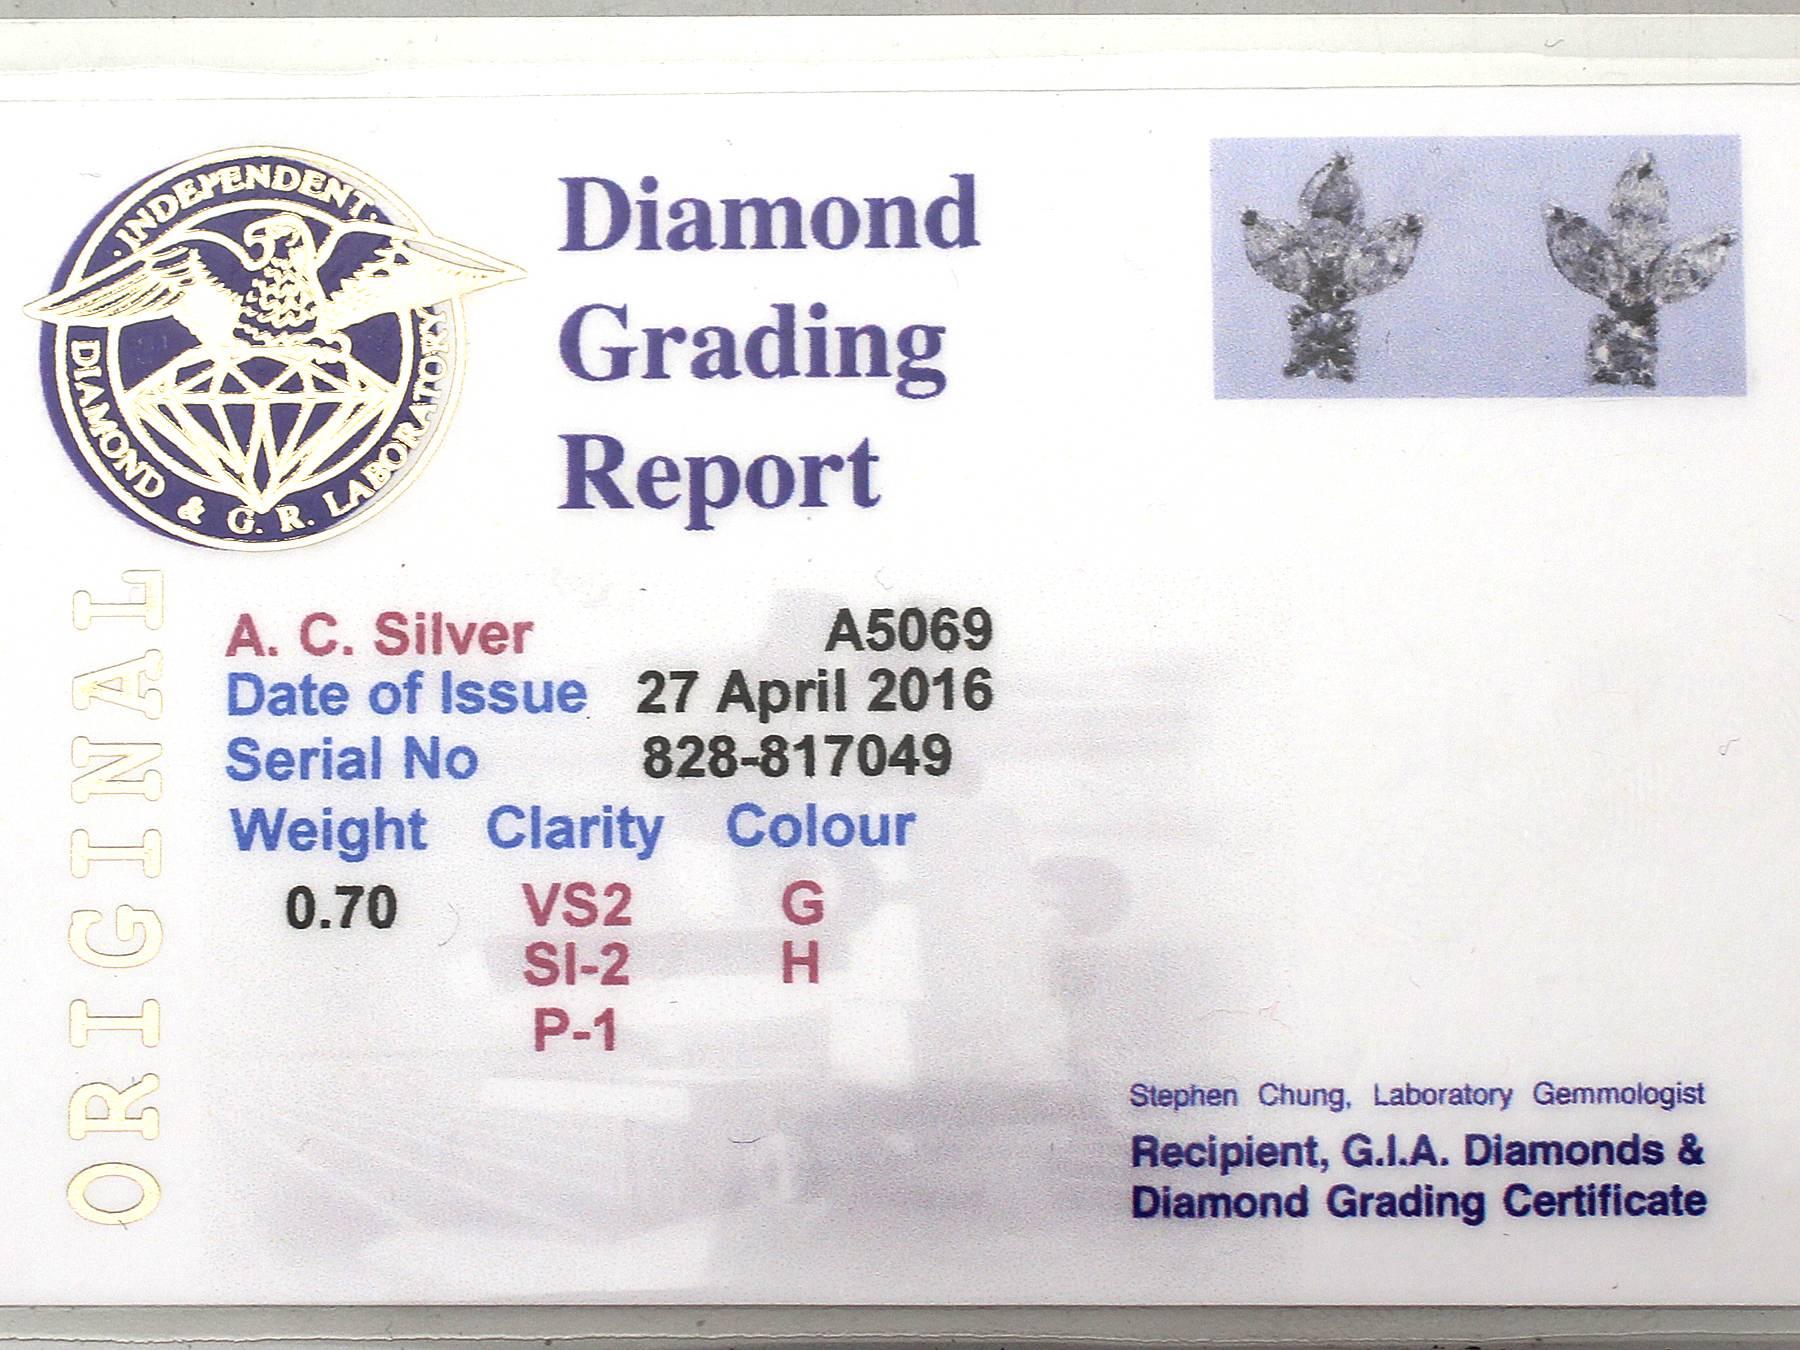 INDEPENDENT
DIAMOND & G. R. LABORATORY
Diamond
Grading
Report
ORIGINAL
A. C. Silver A5069
Date of Issue 27 April 2016
Serial No 828-817049
Weight Clarity Colour
0.70 VS2 G
SI-2 H
P-1
Stephen Chung, Laboratory Gemmologist
Recipient, G.I.A. Diamonds &
Diamond Grading Certificate